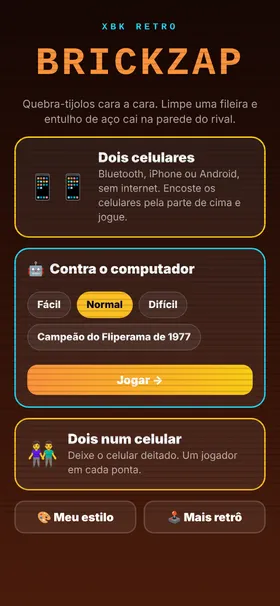 XBK RETRO
BRICKZAP
Quebra-tijolos cara a cara. Limpe uma fileira e
entulho de aço cai na parede do rival.
Dois celulares
Bluetooth, iPhone ou Android,
sem internet. Encoste os
celulares pela parte de cima e
jogue.
Contra o computador
Fácil
Normal
Difícil
Campeão do Fliperama de 1977
Jogar →
Dois num celular
Deixe o celular deitado. Um jogador
em cada ponta.
Meu estilo
Mais retrô